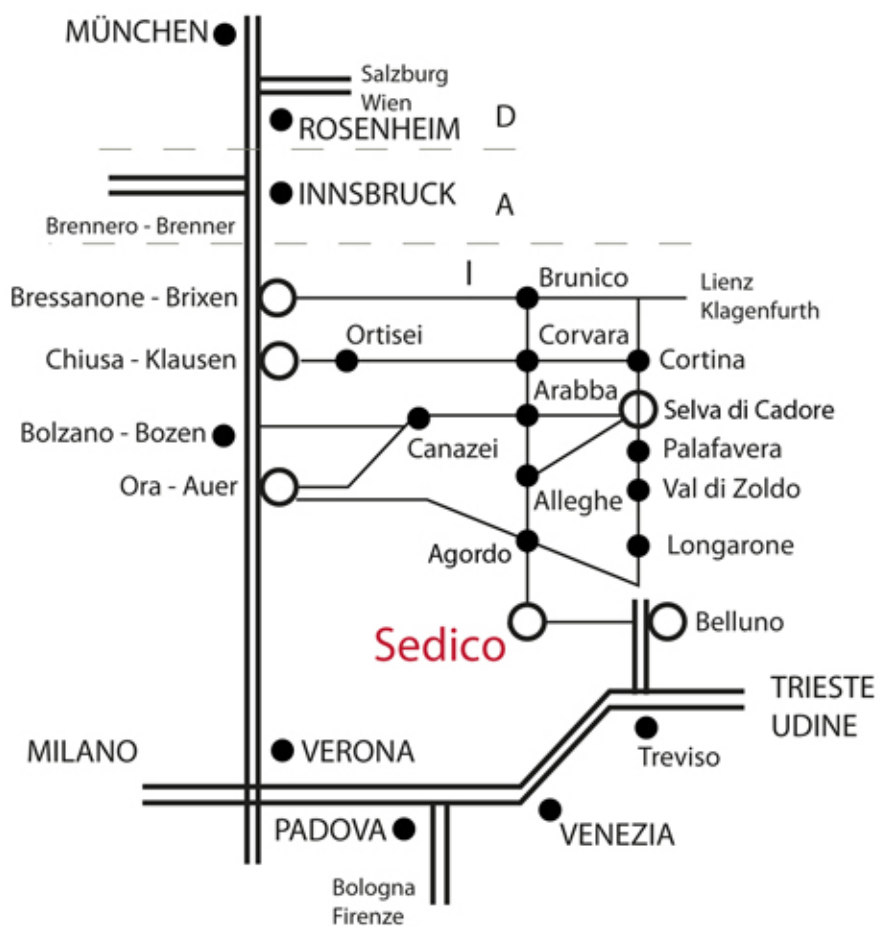 MÜNCHEN
Salzburg
Wien
ROSENHEIM
D
INNSBRUCK
A
Brennero - Brenner
I
Brunico
Lienz
Klagenfurth
Bressanone - Brixen
Ortisei
Corvara
Chiusa - Klausen
Cortina
Arabba
Selva di Cadore
Bolzano - Bozen
Canazei
Palafavera
Ora - Auer
Alleghe
Val di Zoldo
Agordo
Longarone
Sedico
Belluno
TRIESTE
UDINE
MILANO
VERONA
Treviso
PADOVA
VENEZIA
Bologna
Firenze